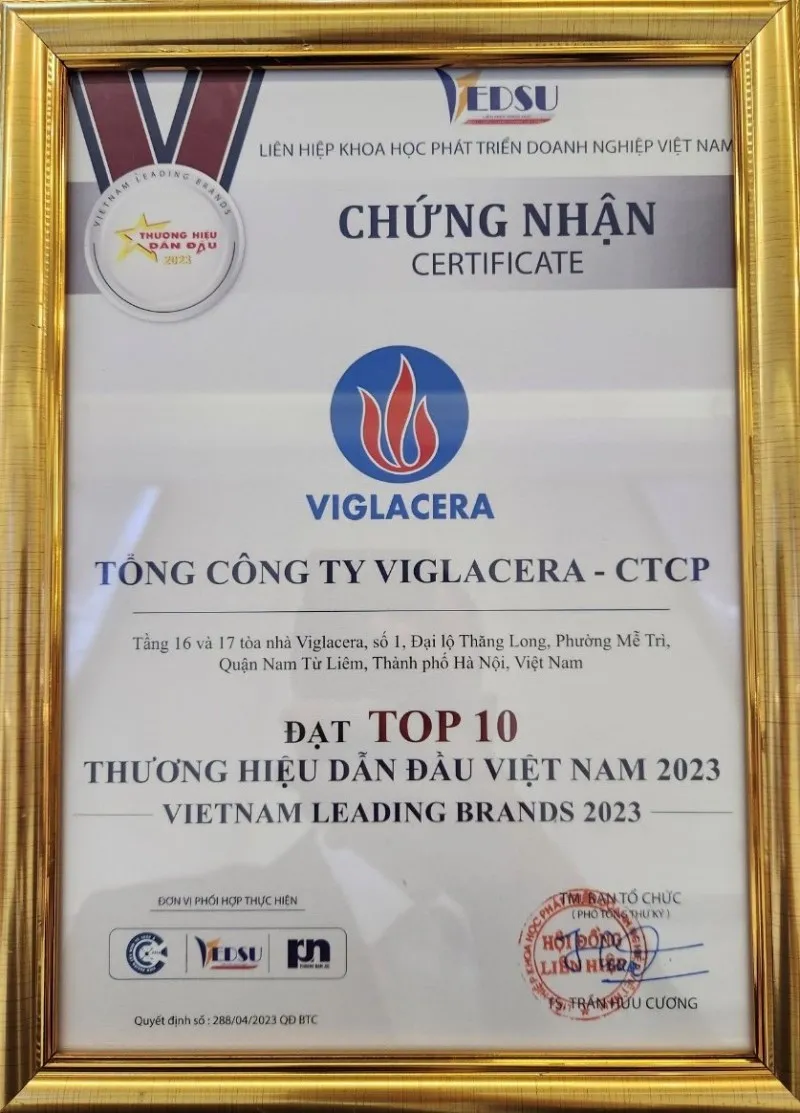 VEDSU
LIÊN HIỆP KHOA HỌC PHÁT TRIỂN DOANH NGHIỆP VIỆT NAM
VIETNAM LEADING BRANDS
THƯƠNG HIỆU
DẪN ĐẦU
2023
CHỨNG NHẬN
CERTIFICATE
VIGLACERA
TỔNG CÔNG TY VIGLACERA - CTCP
Tầng 16 và 17 tòa nhà Viglacera, số 1, Đại lộ Thăng Long, Phường Mễ Trì,
Quận Nam Từ Liêm, Thành phố Hà Nội, Việt Nam
ĐẠT TOP 10
THƯƠNG HIỆU DẪN ĐẦU VIỆT NAM 2023
VIETNAM LEADING BRANDS 2023
ĐƠN VỊ PHỐI HỢP THỰC HIỆN
VEDSU
Quyết định số : 288/04/2023 QĐ BTC
TM. BAN TỔ CHỨC
( PHÓ TỔNG THƯ KÝ )
HỘI ĐỒNG
LIÊN HIỆP
TS. TRẦN HỮU CƯƠNG